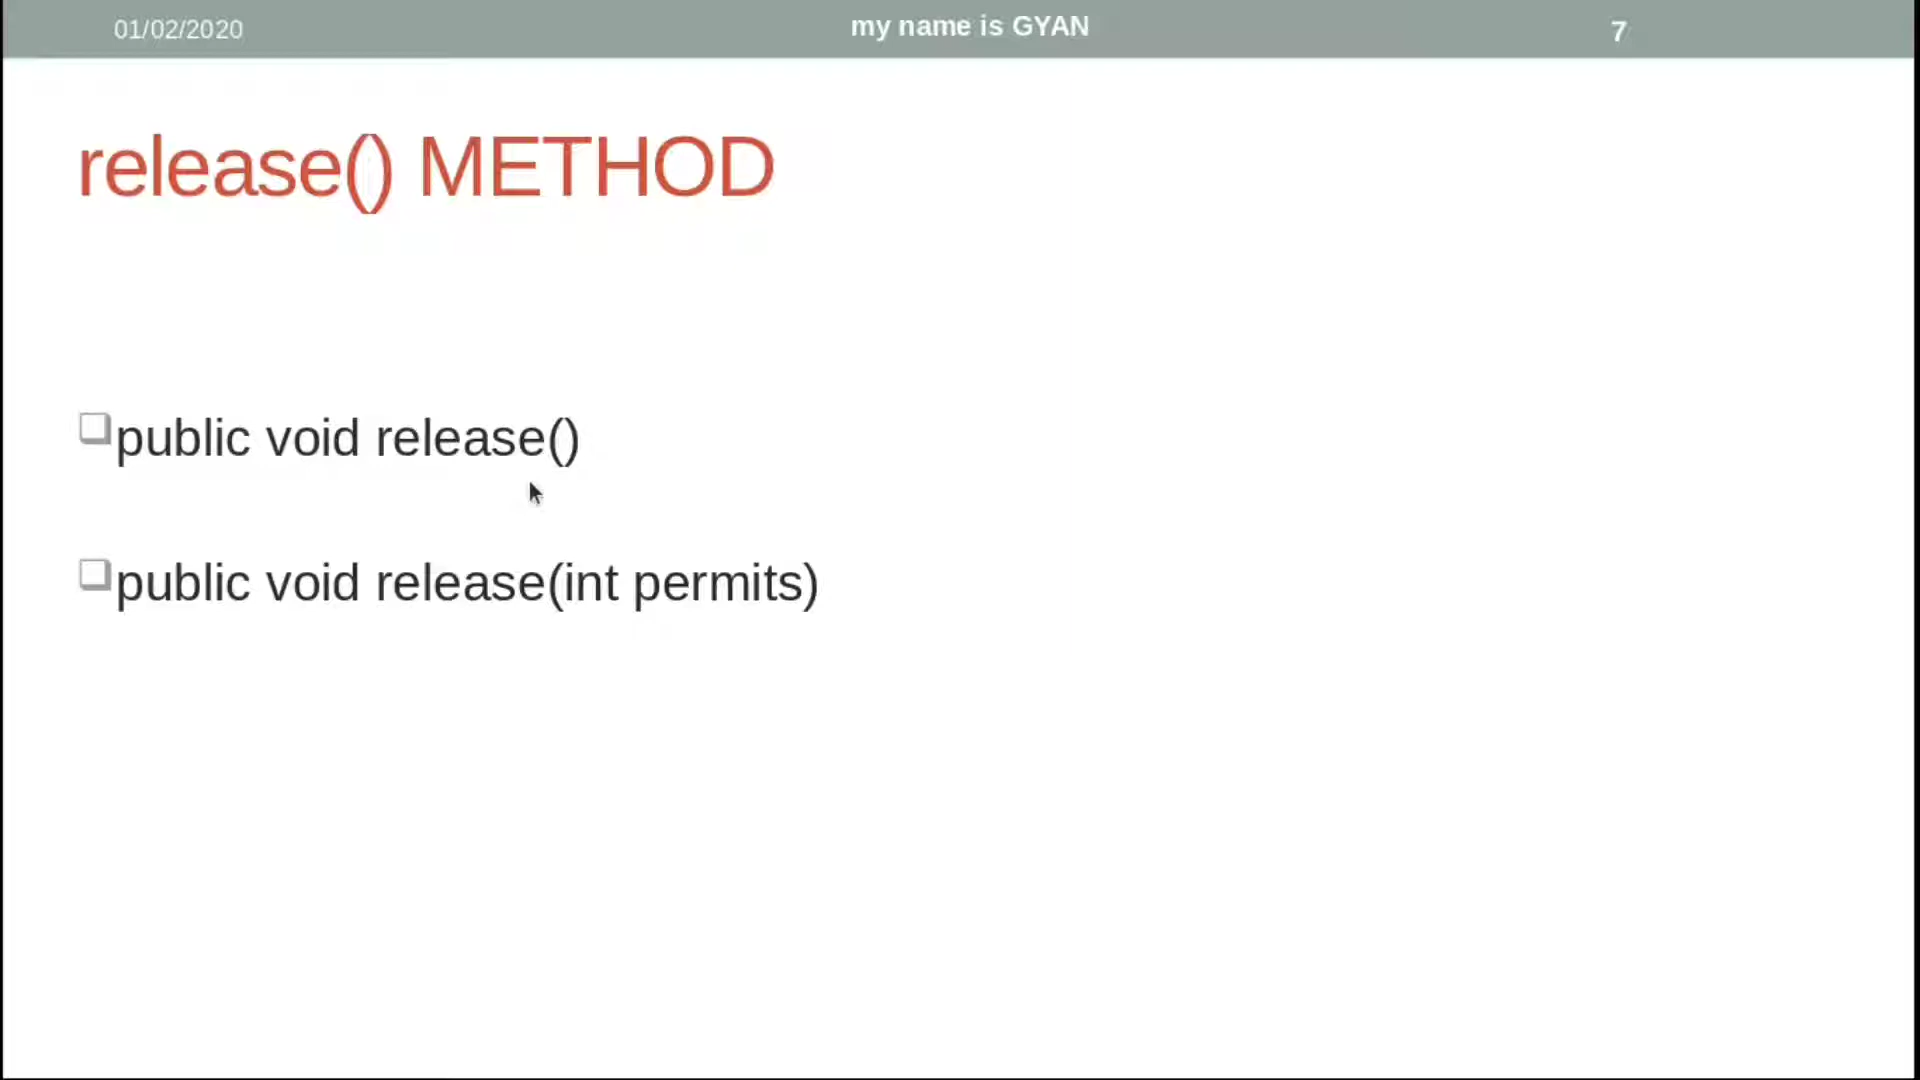 01/02/2020
my name is GYAN
7
release() METHOD
public void release()
public void release(int permits)